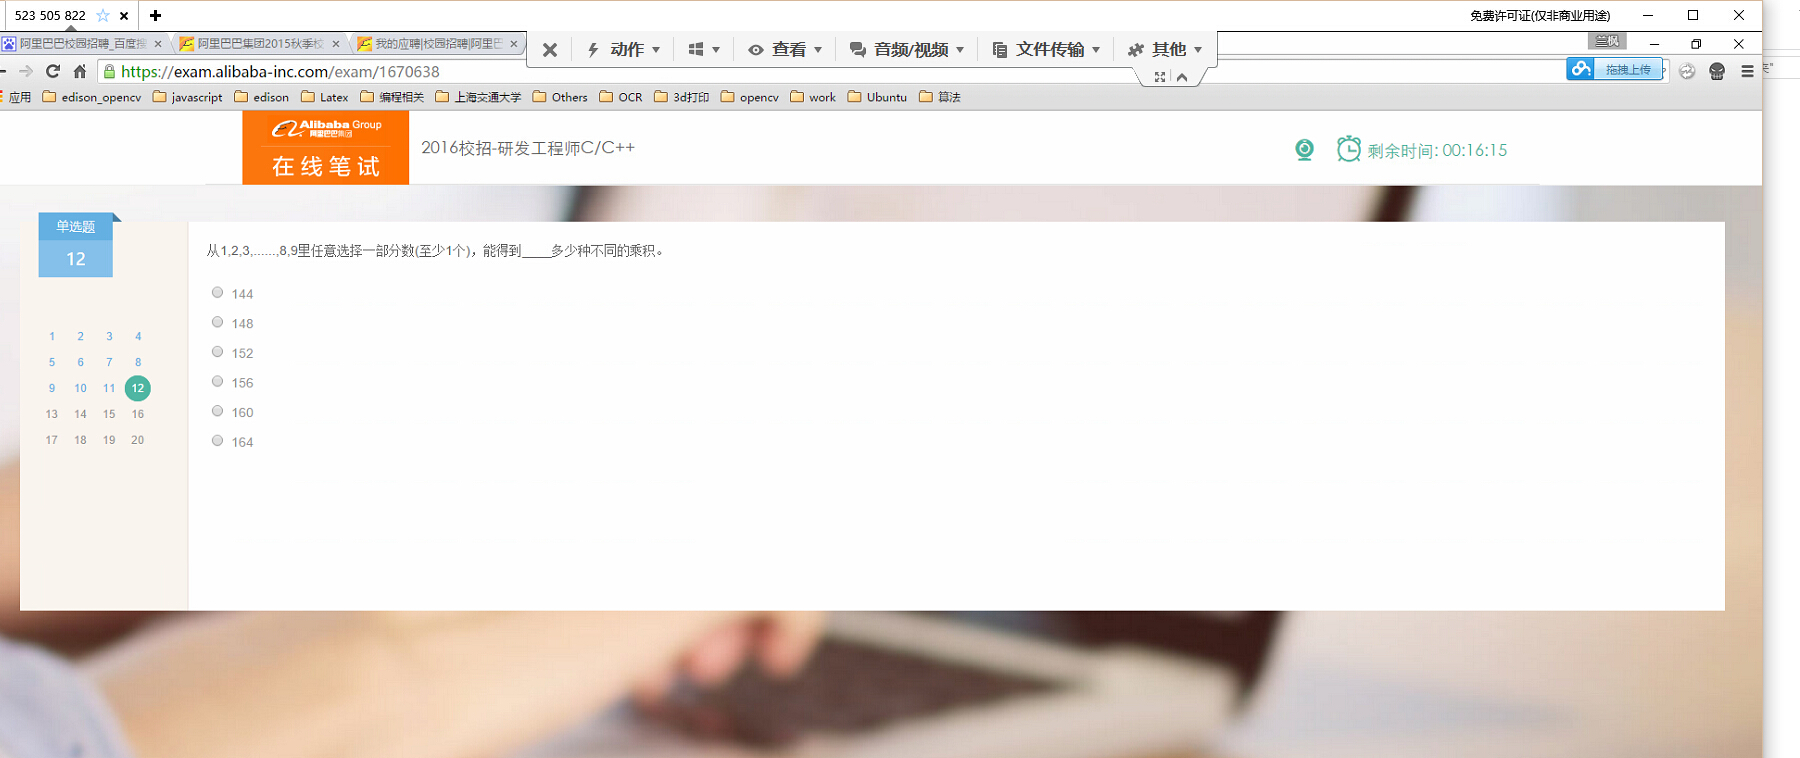 523 505 822
免费许可证(仅非商业用途)
阿里巴巴校园招聘_百度搜
阿里巴巴集团2015秋季校
我的应聘|校园招聘|阿里巴
动作
查看
音频/视频
文件传输
其他
兰枫
https://exam.alibaba-inc.com/exam/1670638
拖拽上传
应用
edison_opencv
javascript
edison
Latex
编程相关
上海交通大学
Others
OCR
3d打印
opencv
work
Ubuntu
算法
Alibaba Group
阿里巴巴集团
在线笔试
2016校招-研发工程师C/C++
剩余时间: 00:16:15
单选题
12
从1,2,3,......,8,9里任意选择一部分数(至少1个)，能得到____多少种不同的乘积。
144
148
152
156
160
164
1 2 3 4
5 6 7 8
9 10 11 12
13 14 15 16
17 18 19 20